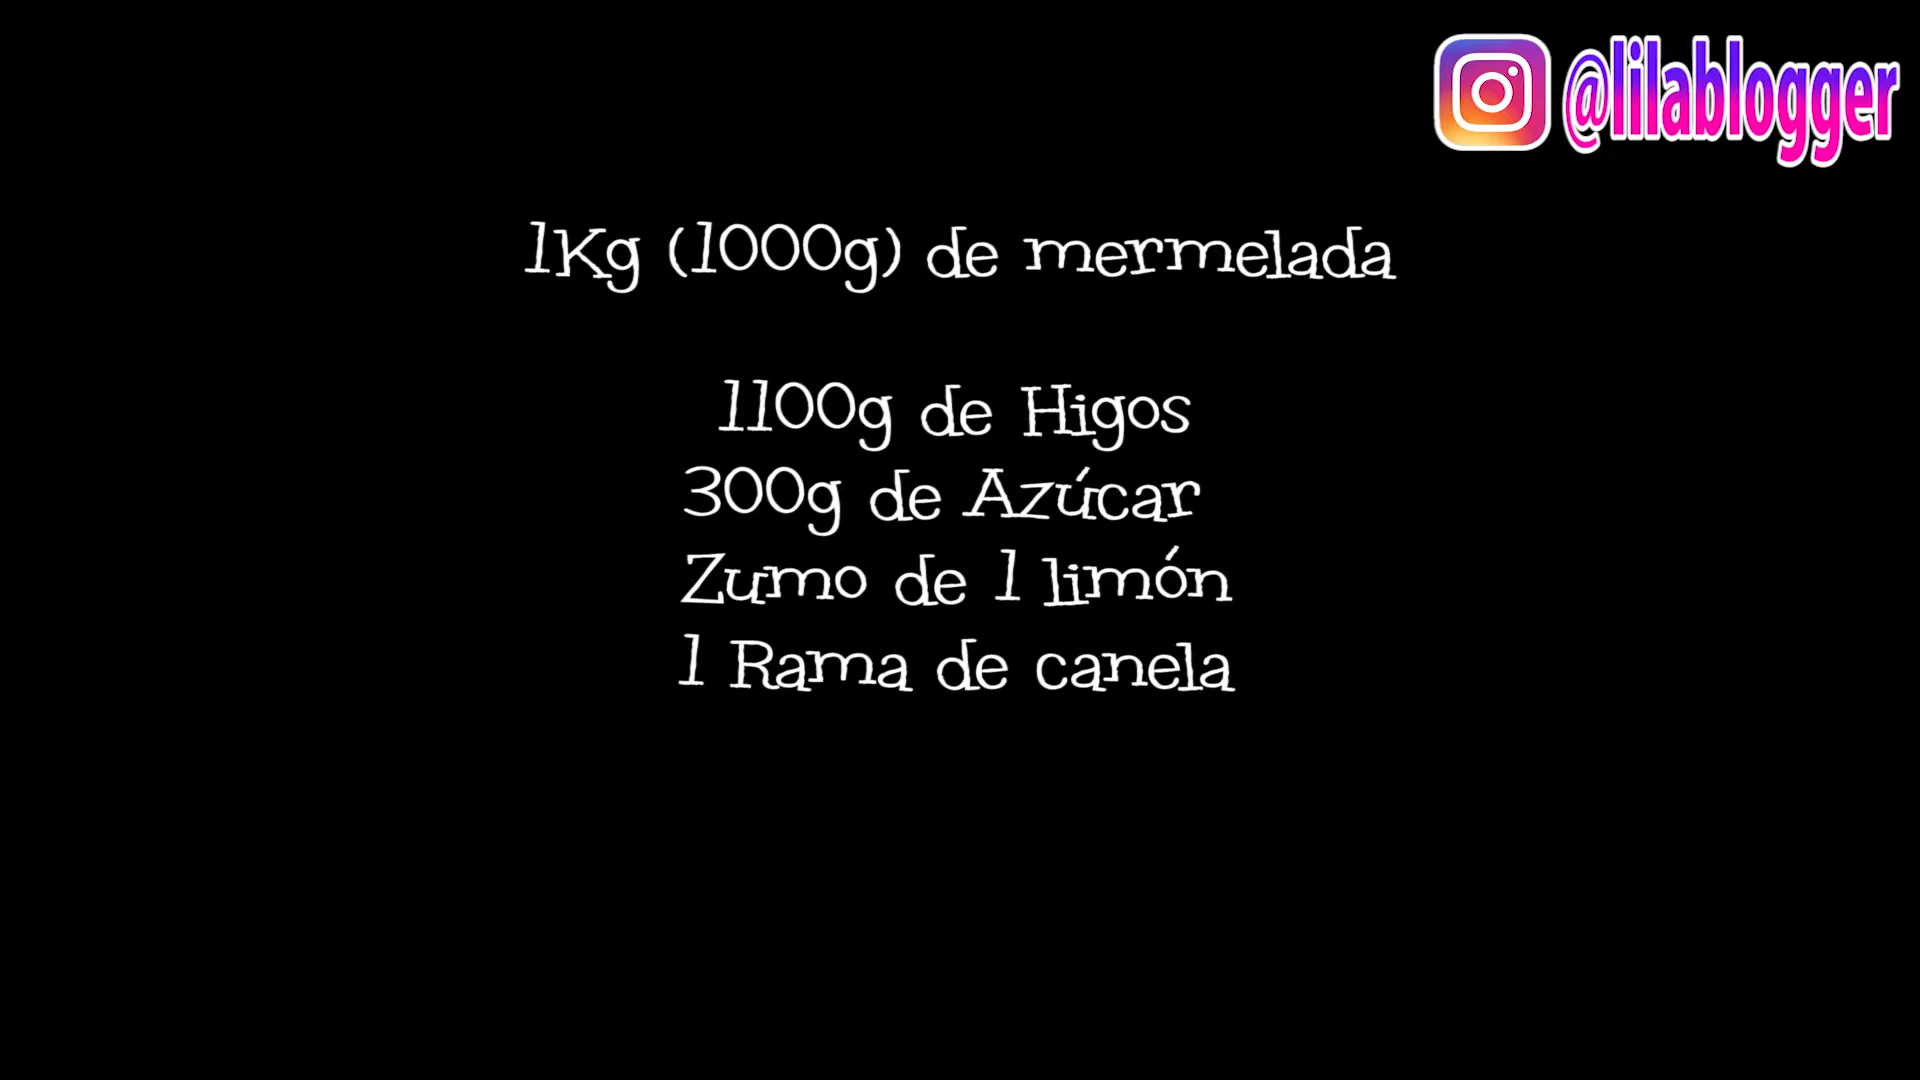 @lilablogger
1Kg (1000g) de mermelada
1100g de Higos
300g de Azúcar
Zumo de 1 limón
1 Rama de canela